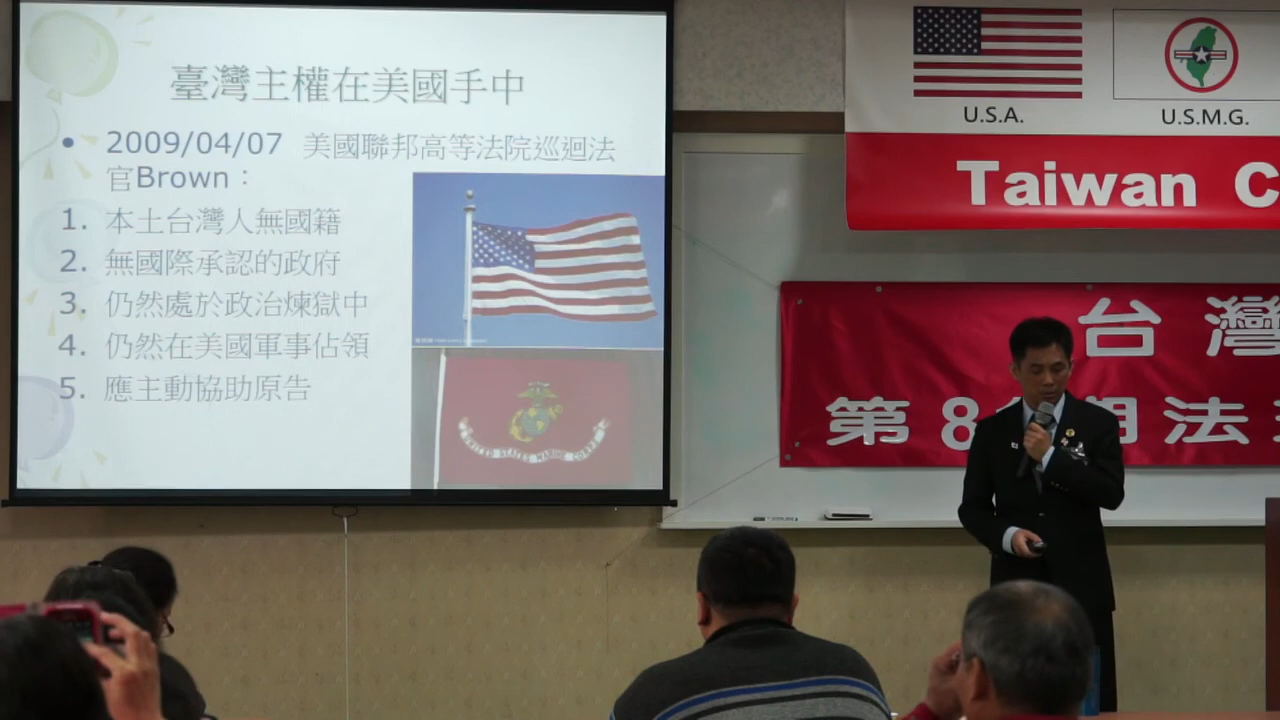 臺灣主權在美國手中
• 2009/04/07 美國聯邦高等法院巡迴法
官Brown：
1. 本土台灣人無國籍
2. 無國際承認的政府
3. 仍然處於政治煉獄中
4. 仍然在美國軍事佔領
5. 應主動協助原告
UNITED STATES MARINE CORPS
U.S.A.
U.S.M.G.
Taiwan C
台灣
第8 期法